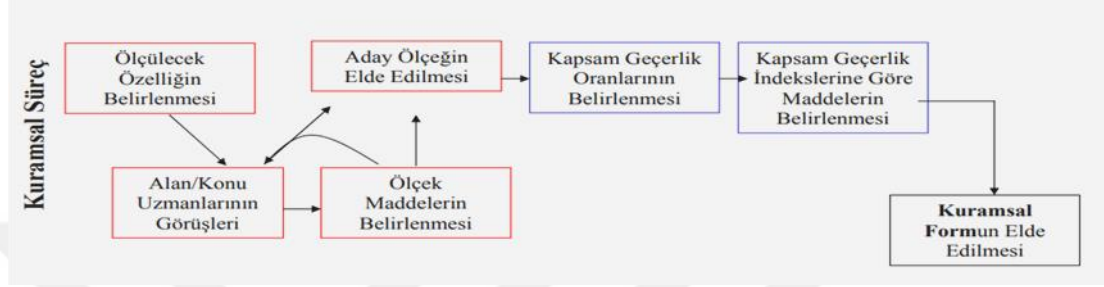 Kuramsal Süreç
Ölçülecek
Özelliğin
Belirlenmesi
Aday Ölçeğin
Elde Edilmesi
Kapsam Geçerlik
Oranlarının
Belirlenmesi
Kapsam Geçerlik
İndekslerine Göre
Maddelerin
Belirlenmesi
Alan/Konu
Uzmanlarının
Görüşleri
Ölçek
Maddelerin
Belirlenmesi
Kuramsal
Formun Elde
Edilmesi